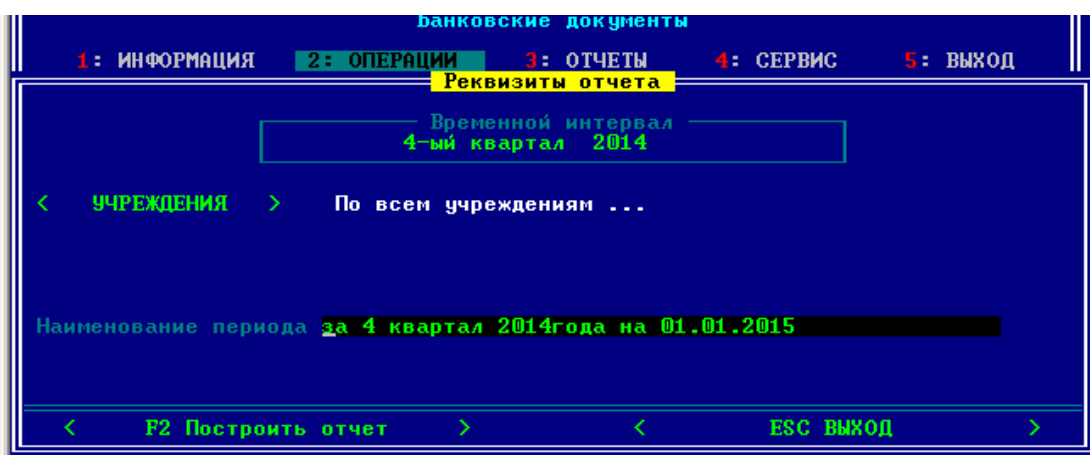 Банковские документы
1: ИНФОРМАЦИЯ 2: ОПЕРАЦИИ 3: ОТЧЕТЫ 4: СЕРВИС 5: ВЫХОД
Реквизиты отчета
Временной интервал
4-ый квартал 2014
< УЧРЕЖДЕНИЯ > По всем учреждениям ...
Наименование периода за 4 квартал 2014года на 01.01.2015
< F2 Построить отчет > < ESC ВЫХОД >